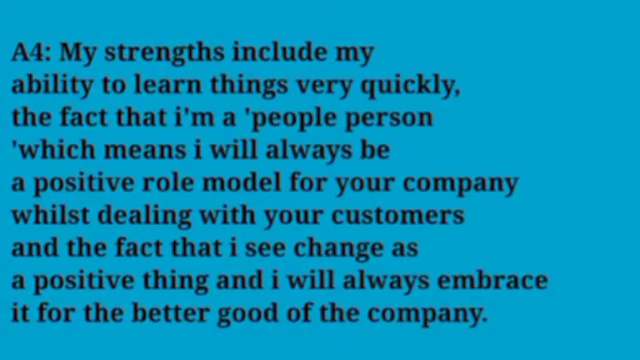 A4: My strengths include my
ability to learn things very quickly,
the fact that i'm a 'people person
'which means i will always be
a positive role model for your company
whilst dealing with your customers
and the fact that i see change as
a positive thing and i will always embrace
it for the better good of the company.